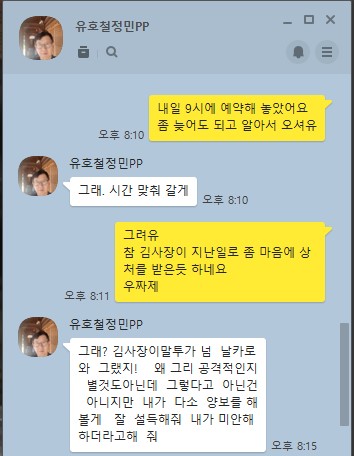 유호철정민PP
내일 9시에 예약해 놓았어요
좀 늦어도 되고 알아서 오셔유
오후 8:10
유호철정민PP
그래. 시간 맞춰 갈게
오후 8:10
그려유
참 김사장이 지난일로 좀 마음에 상
처를 받은듯 하네요
우짜제
오후 8:11
유호철정민PP
그래? 김사장이말투가 넘 날카로
와 그랬지! 왜 그리 공격적인지
별것도아닌데 그렇다고 아닌건
아니지만 내가 다소 양보를 해
볼게 잘 설득해줘 내가 미안해
하더라고해 줘
오후 8:15